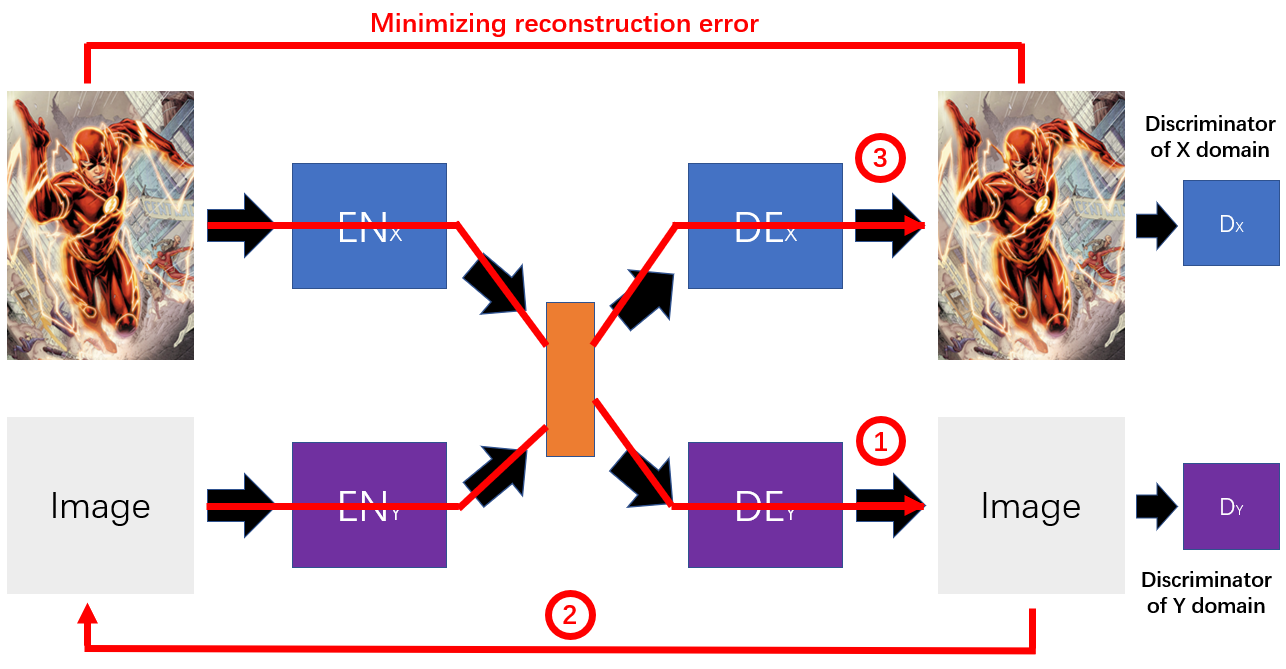 Minimizing reconstruction error
Discriminator
of X domain
3
ENX
DEX
DX
1
Image
ENY
DEY
Image
DY
Discriminator
of Y domain
2